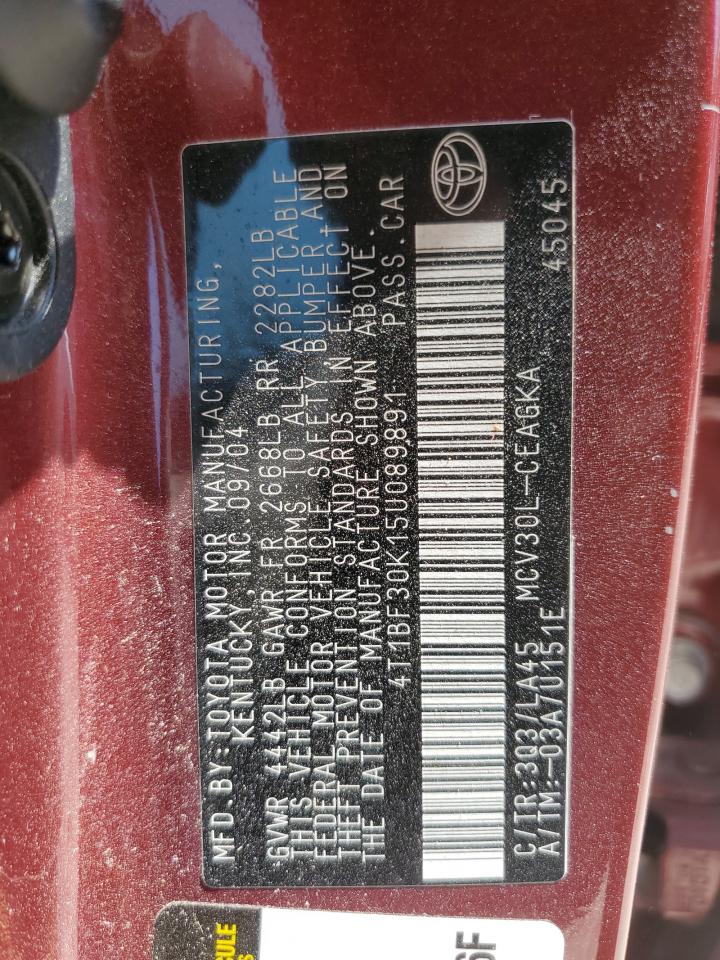 MFD.BY:TOYOTA MOTOR MANUFACTURING,
KENTUCKY,INC.09/04
GVWR 4442LB GAWR FR 2668LB RR 2282LB
THIS VEHICLE CONFORMS TO ALL APPLICABLE
FEDERAL MOTOR VEHICLE SAFETY BUMPER,AND
THEFT PREVENTION STANDARDS IN EFFECT ON
THE DATE OF MANUFACTURE SHOWN ABOVE.
4T1BF30K15U089891 PASS.CAR
C/TR:3Q3/LA45 MCV30L-CEAGKA 45045
A/TM:-03A/U151E